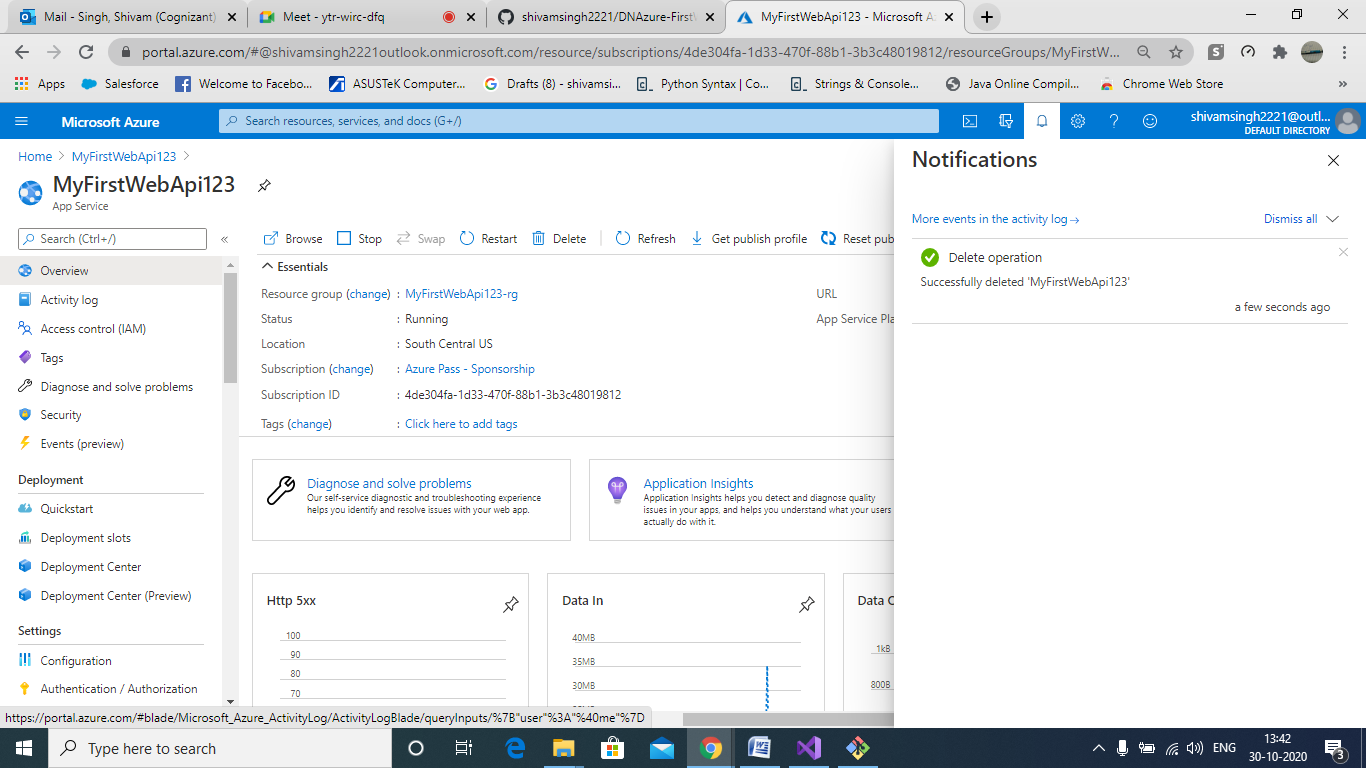 Mail - Singh, Shivam (Cognizant)
Meet - ytr-wirc-dfq
shivamsingh2221/DNAzure-First
MyFirstWebApi123 - Microsoft A
portal.azure.com/#@shivamsingh2221outlook.onmicrosoft.com/resource/subscriptions/4de304fa-1d33-470f-88b1-3b3c48019812/resourceGroups/MyFirstW...
Apps
Salesforce
Welcome to Facebo...
ASUSTeK Computer...
Drafts (8) - shivamsi...
Python Syntax | Co...
Strings & Console...
Java Online Compil...
Chrome Web Store
Microsoft Azure
Search resources, services, and docs (G+/)
shivamsingh2221@outl...
DEFAULT DIRECTORY
Home > MyFirstWebApi123 >
MyFirstWebApi123
App Service
Search (Ctrl+/)
«
Overview
Activity log
Access control (IAM)
Tags
Diagnose and solve problems
Security
Events (preview)
Deployment
Quickstart
Deployment slots
Deployment Center
Deployment Center (Preview)
Settings
Configuration
Authentication / Authorization
Browse Stop Swap Restart Delete Refresh Get publish profile Reset pub
Essentials
Resource group (change) : MyFirstWebApi123-rg
Status : Running
Location : South Central US
Subscription (change) : Azure Pass - Sponsorship
Subscription ID : 4de304fa-1d33-470f-88b1-3b3c48019812
Tags (change) : Click here to add tags
URL
App Service Pla
Diagnose and solve problems
Our self-service diagnostic and troubleshooting experience
helps you identify and resolve issues with your web app.
Application Insights
Application Insights helps you detect and diagnose quality
issues in your apps, and helps you understand what your users
actually do with it.
Http 5xx
100
90
80
70
Data In
40MB
35MB
30MB
Data O
1kB
800B
Notifications
More events in the activity log →
Dismiss all
Delete operation
Successfully deleted 'MyFirstWebApi123'
a few seconds ago
https://portal.azure.com/#blade/Microsoft_Azure_ActivityLog/ActivityLogBlade/queryInputs/%7B"user"%3A"%40me"%7D
Type here to search
ENG
13:42
30-10-2020
3